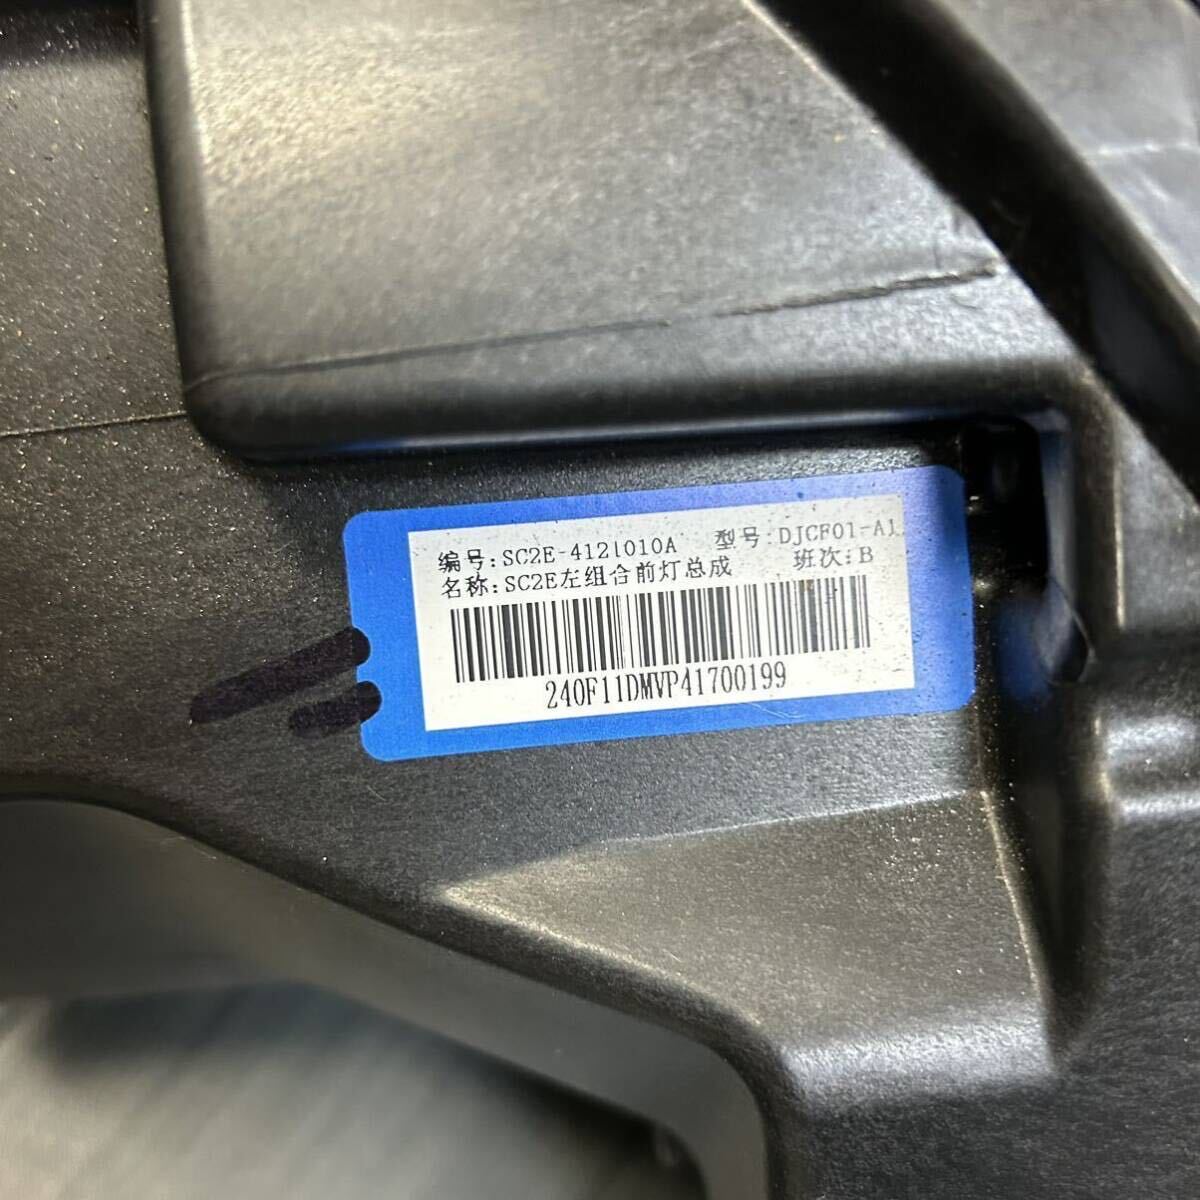 编号:SC2E-4121010A 型号:DJCF01-A1
名称:SC2E左组合前灯总成 班次:B
240F11DMVP41700199